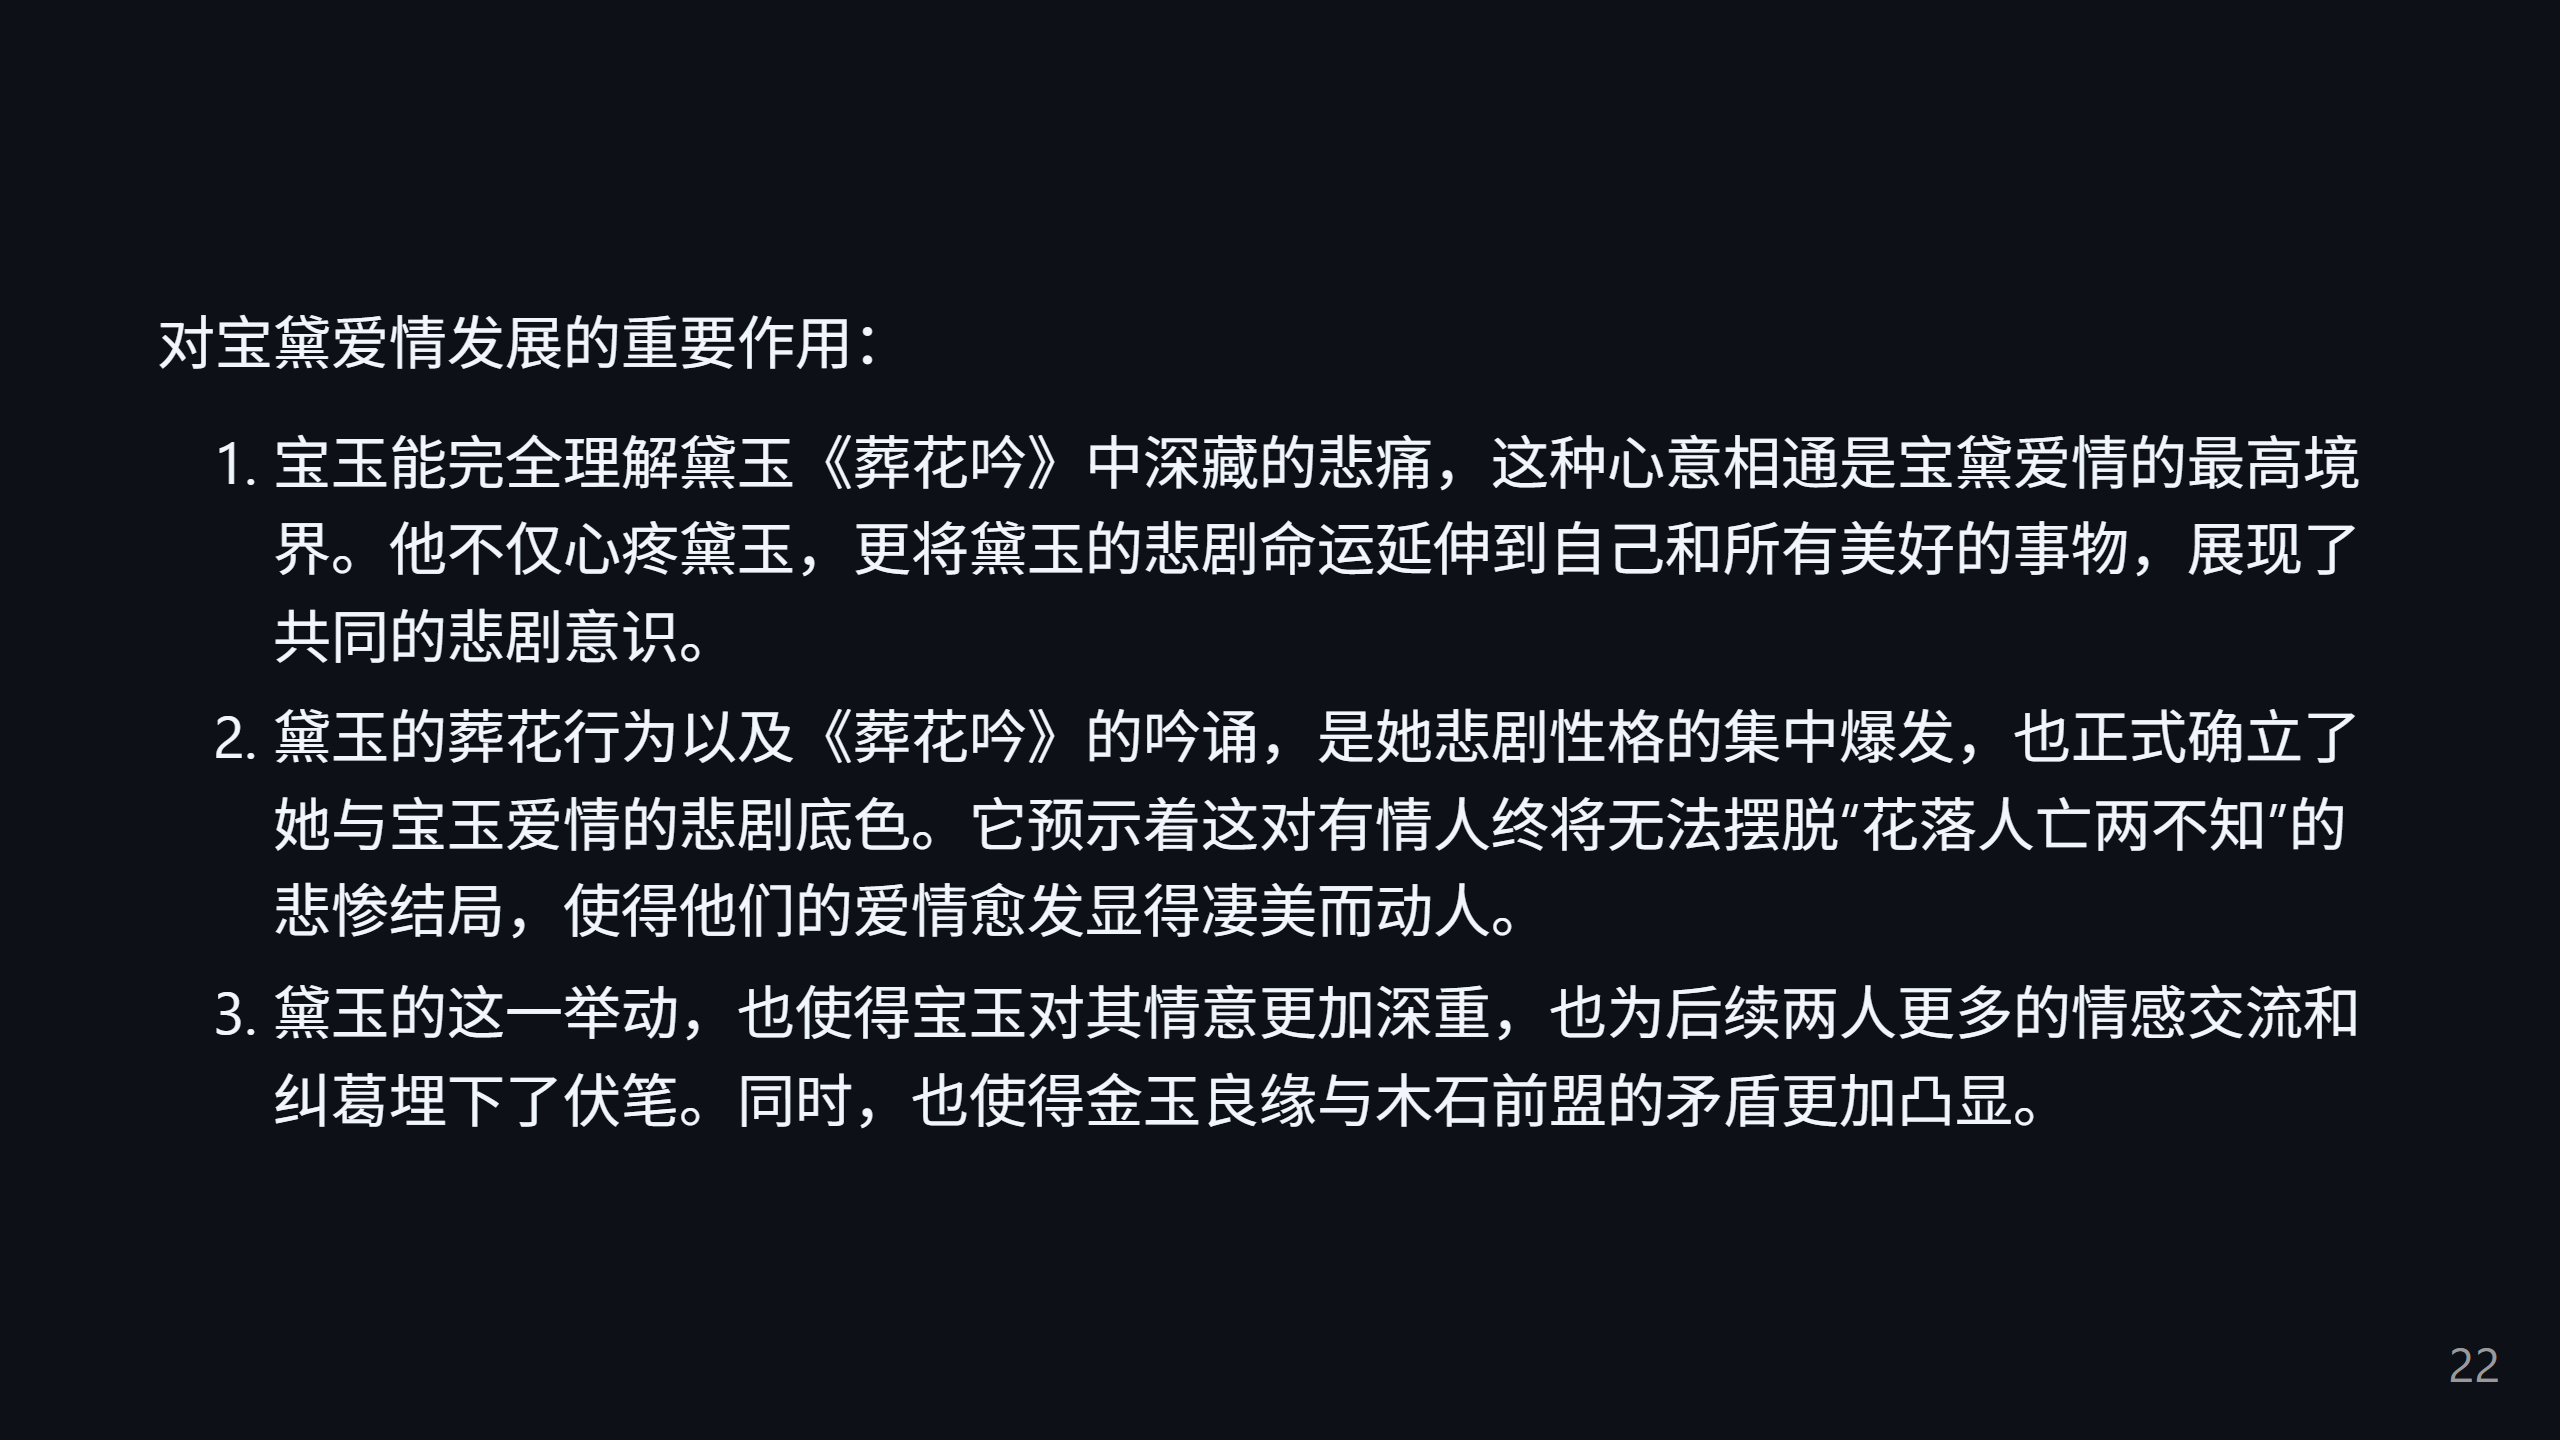 对宝黛爱情发展的重要作用：
1. 宝玉能完全理解黛玉《葬花吟》中深藏的悲痛，这种心意相通是宝黛爱情的最高境
界。他不仅心疼黛玉，更将黛玉的悲剧命运延伸到自己和所有美好的事物，展现了
共同的悲剧意识。
2. 黛玉的葬花行为以及《葬花吟》的吟诵，是她悲剧性格的集中爆发，也正式确立了
她与宝玉爱情的悲剧底色。它预示着这对有情人终将无法摆脱“花落人亡两不知”的
悲惨结局，使得他们的爱情愈发显得凄美而动人。
3. 黛玉的这一举动，也使得宝玉对其情意更加深重，也为后续两人更多的情感交流和
纠葛埋下了伏笔。同时，也使得金玉良缘与木石前盟的矛盾更加凸显。
22